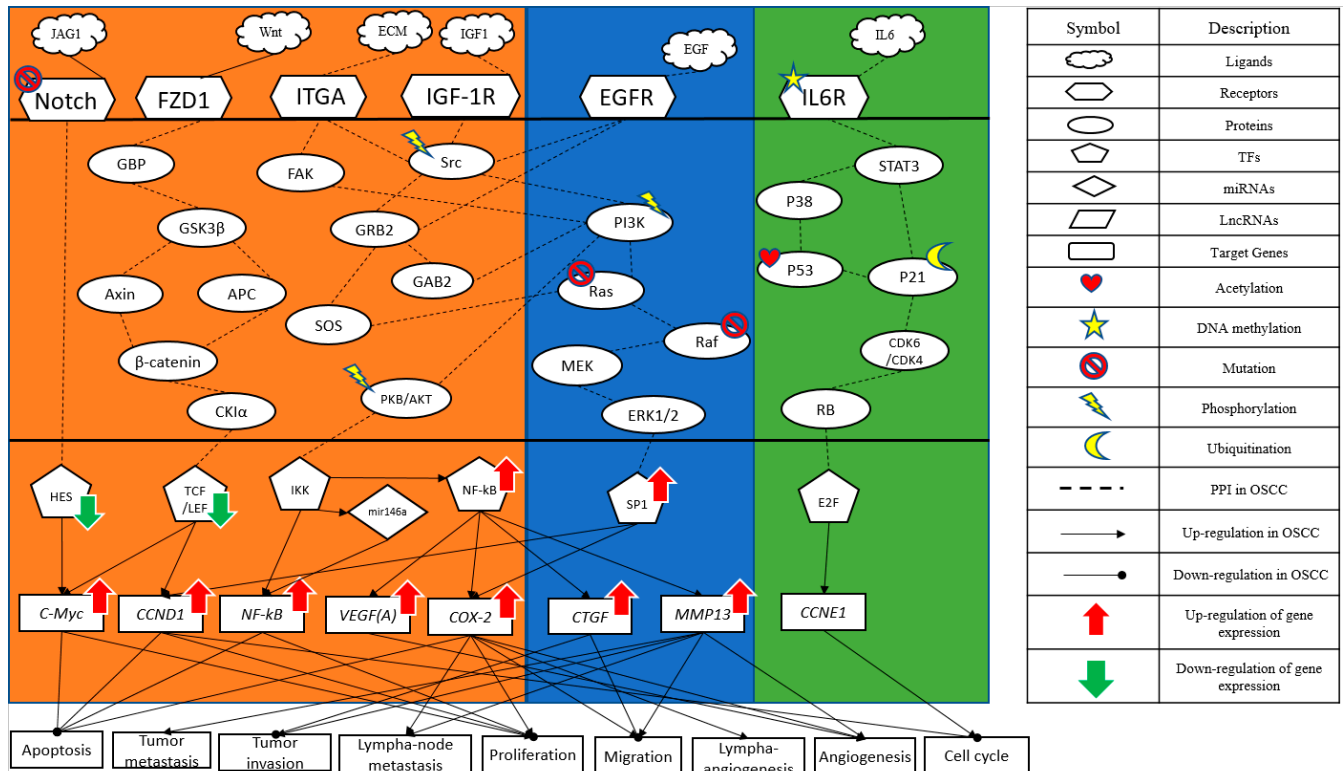 JAG1
Wnt
ECM
IGF1
EGF
IL6
Notch
FZD1
ITGA
IGF-1R
EGFR
IL6R
GBP
FAK
Src
STAT3
P38
GSK3β
GRB2
PI3K
P53
P21
Axin
APC
GAB2
Ras
SOS
Raf
β-catenin
MEK
CDK6
/CDK4
CKIα
PKB/AKT
ERK1/2
RB
HES
TCF
/LEF
IKK
mir146a
NF-kB
SP1
E2F
C-Myc
CCND1
NF-kB
VEGF(A)
COX-2
CTGF
MMP13
CCNE1
Apoptosis
Tumor
metastasis
Tumor
invasion
Lympha-node
metastasis
Proliferation
Migration
Lympha-
angiogenesis
Angiogenesis
Cell cycle
Symbol
Description
Ligands
Receptors
Proteins
TFs
miRNAs
LncRNAs
Target Genes
Acetylation
DNA methylation
Mutation
Phosphorylation
Ubiquitination
PPI in OSCC
Up-regulation in OSCC
Down-regulation in OSCC
Up-regulation of gene
expression
Down-regulation of gene
expression